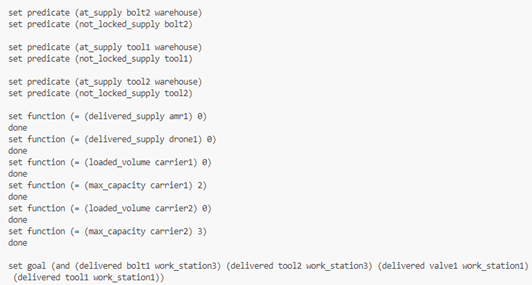 set predicate (at_supply bolt2 warehouse)
set predicate (not_locked_supply bolt2)
set predicate (at_supply tool1 warehouse)
set predicate (not_locked_supply tool1)
set predicate (at_supply tool2 warehouse)
set predicate (not_locked_supply tool2)
set function (= (delivered_supply amr1) 0)
done
set function (= (delivered_supply drone1) 0)
done
set function (= (loaded_volume carrier1) 0)
done
set function (= (max_capacity carrier1) 2)
done
set function (= (loaded_volume carrier2) 0)
done
set function (= (max_capacity carrier2) 3)
done
set goal (and (delivered bolt1 work_station3) (delivered tool2 work_station3) (delivered valve1 work_station1)
(delivered tool1 work_station1))